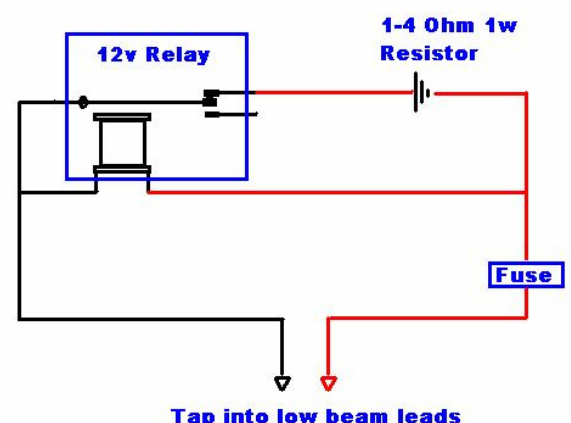 1-4 Ohm 1w
Resistor
12v Relay
Fuse
Tap into low beam leads